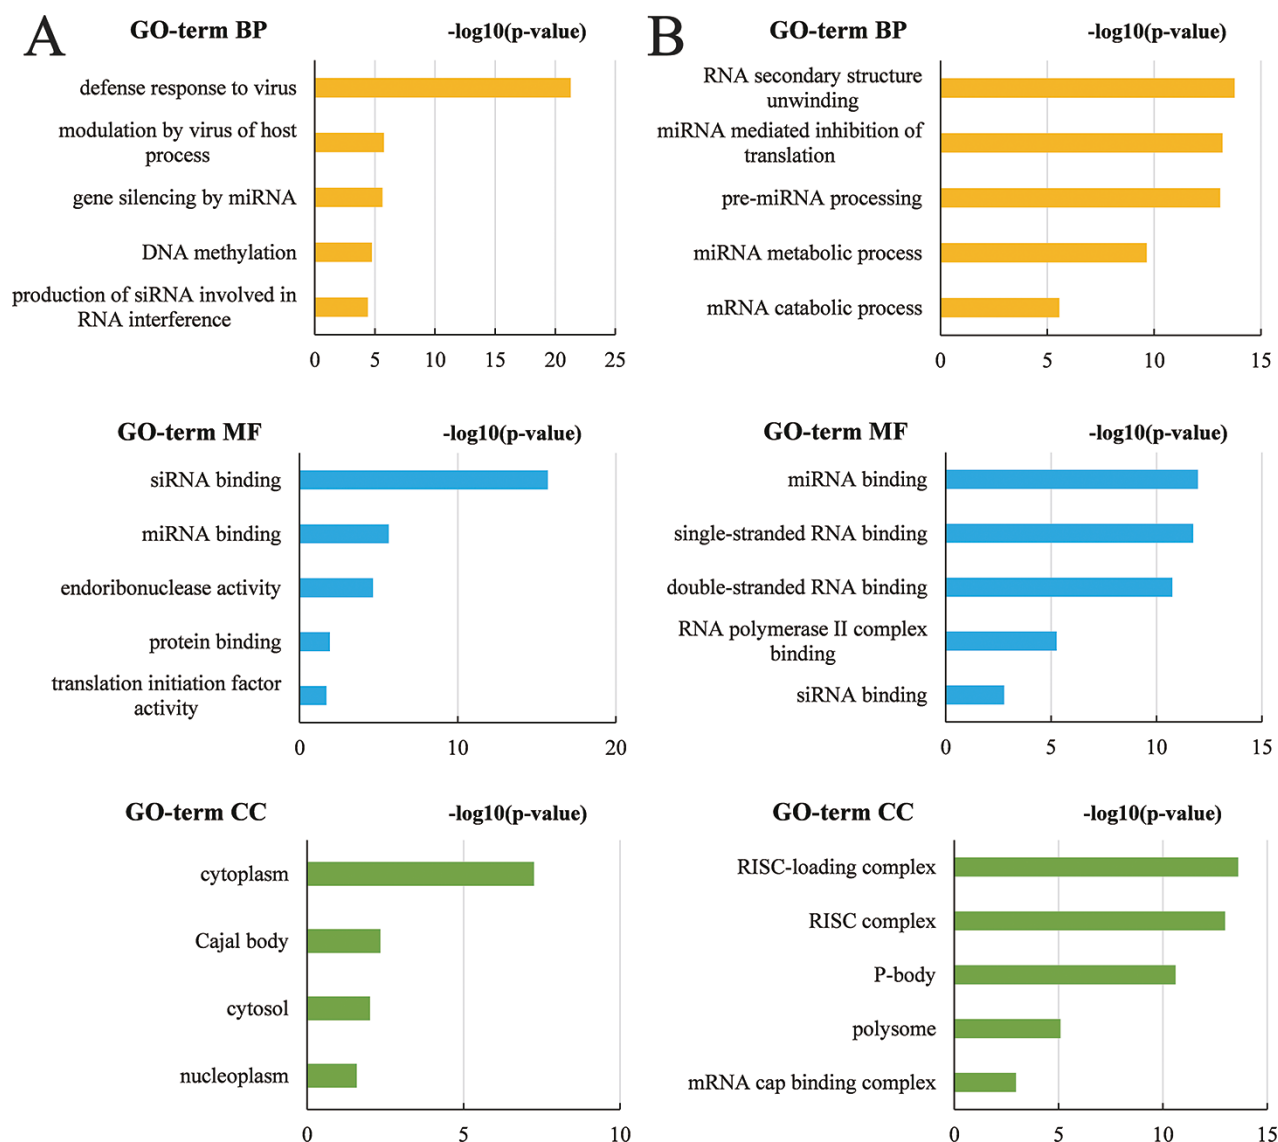 A
GO-term BP
-log10(p-value)
defense response to virus
modulation by virus of host
process
gene silencing by miRNA
DNA methylation
production of siRNA involved in
RNA interference
0 5 10 15 20 25
B
GO-term BP
-log10(p-value)
RNA secondary structure
unwinding
miRNA mediated inhibition of
translation
pre-miRNA processing
miRNA metabolic process
mRNA catabolic process
0 5 10 15
GO-term MF
-log10(p-value)
siRNA binding
miRNA binding
endoribonuclease activity
protein binding
translation initiation factor
activity
0 10 20
GO-term MF
-log10(p-value)
miRNA binding
single-stranded RNA binding
double-stranded RNA binding
RNA polymerase II complex
binding
siRNA binding
0 5 10 15
GO-term CC
-log10(p-value)
cytoplasm
Cajal body
cytosol
nucleoplasm
0 5 10
GO-term CC
-log10(p-value)
RISC-loading complex
RISC complex
P-body
polysome
mRNA cap binding complex
0 5 10 15